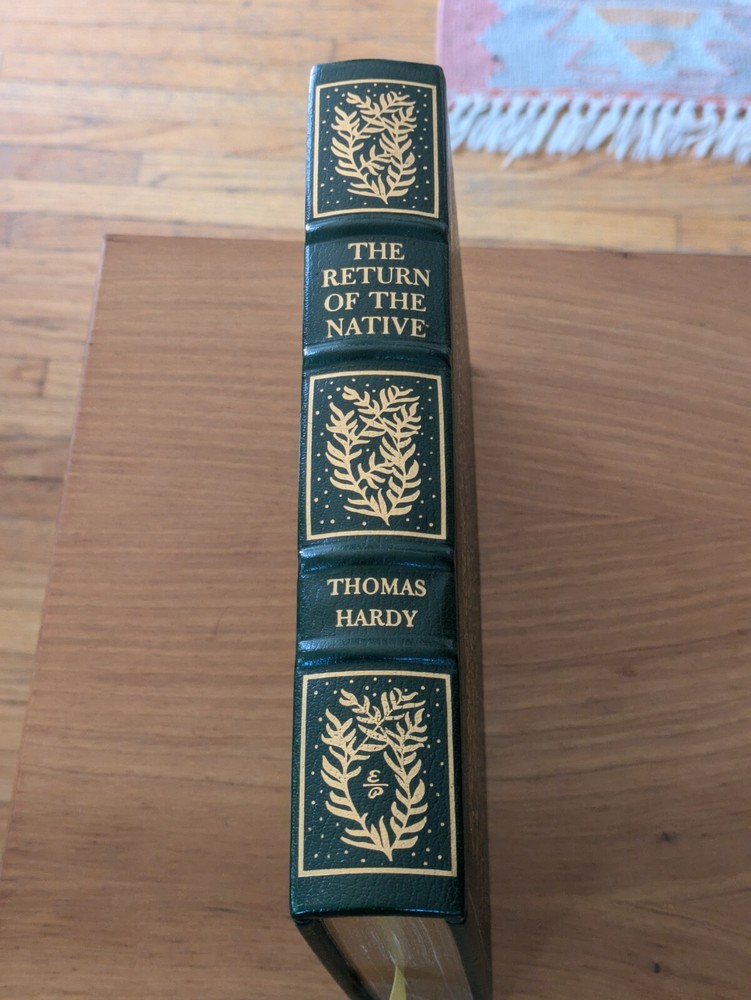 THE
RETURN
OF THE
NATIVE
THOMAS
HARDY
E
P